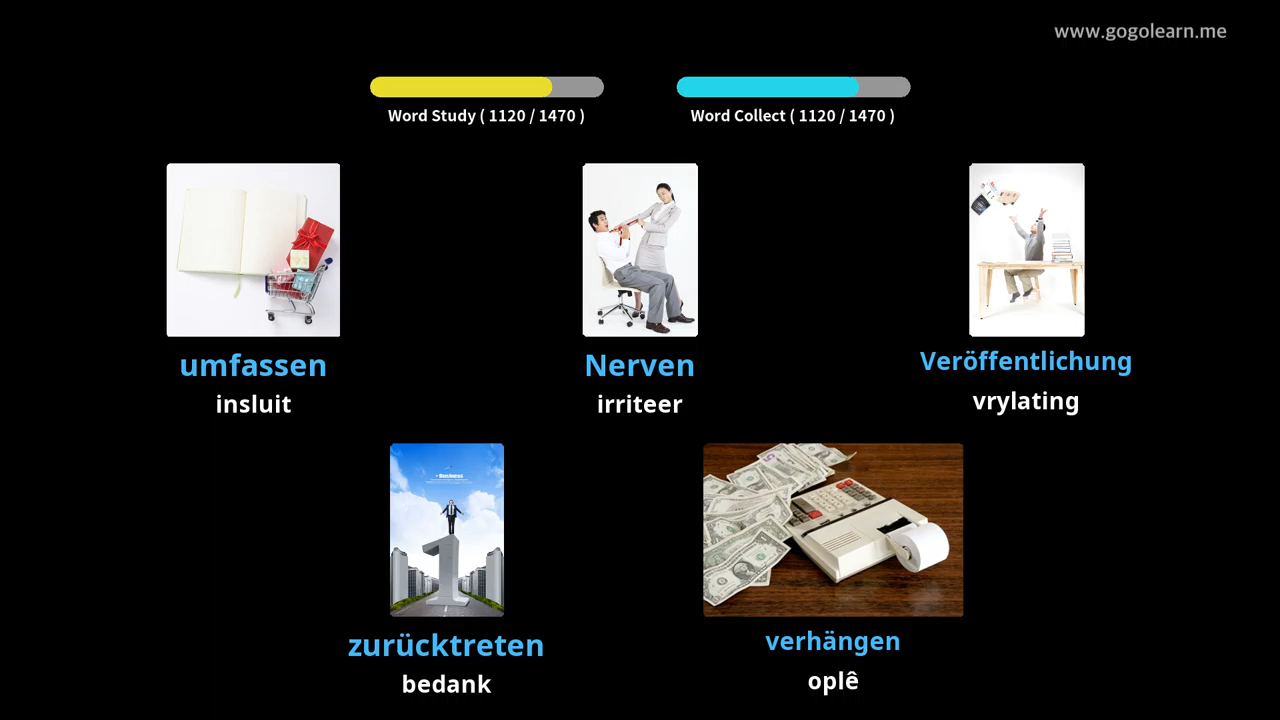 www.gogolearn.me
Word Study ( 1120 / 1470 )
Word Collect ( 1120 / 1470 )
umfassen
insluit
Nerven
irriteer
Veröffentlichung
vrylating
Business
zurücktreten
bedank
verhängen
oplê